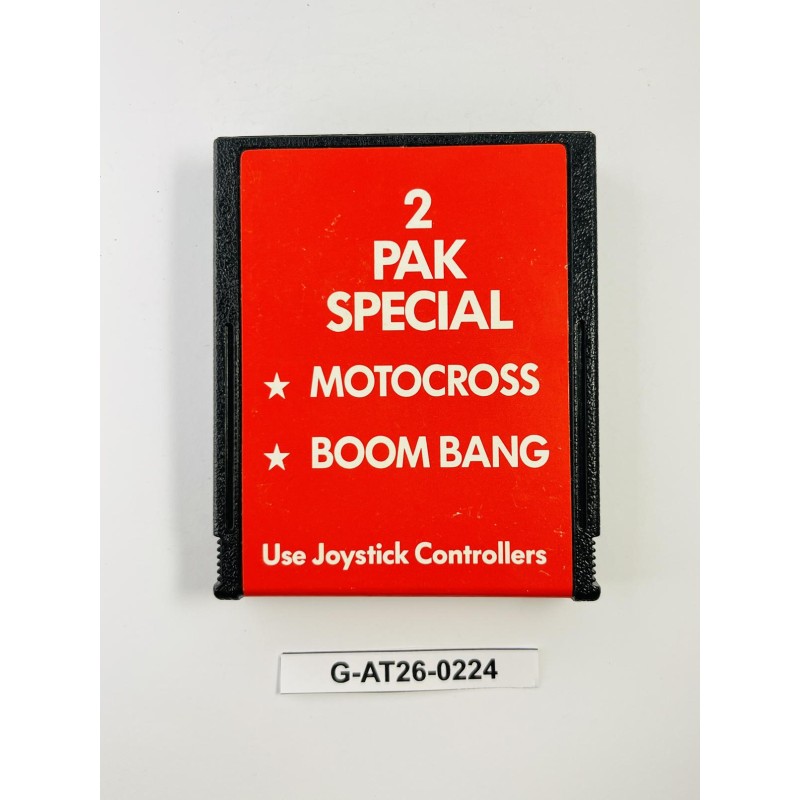 2
PAK
SPECIAL
★ MOTOCROSS
★ BOOM BANG
Use Joystick Controllers
G-AT26-0224